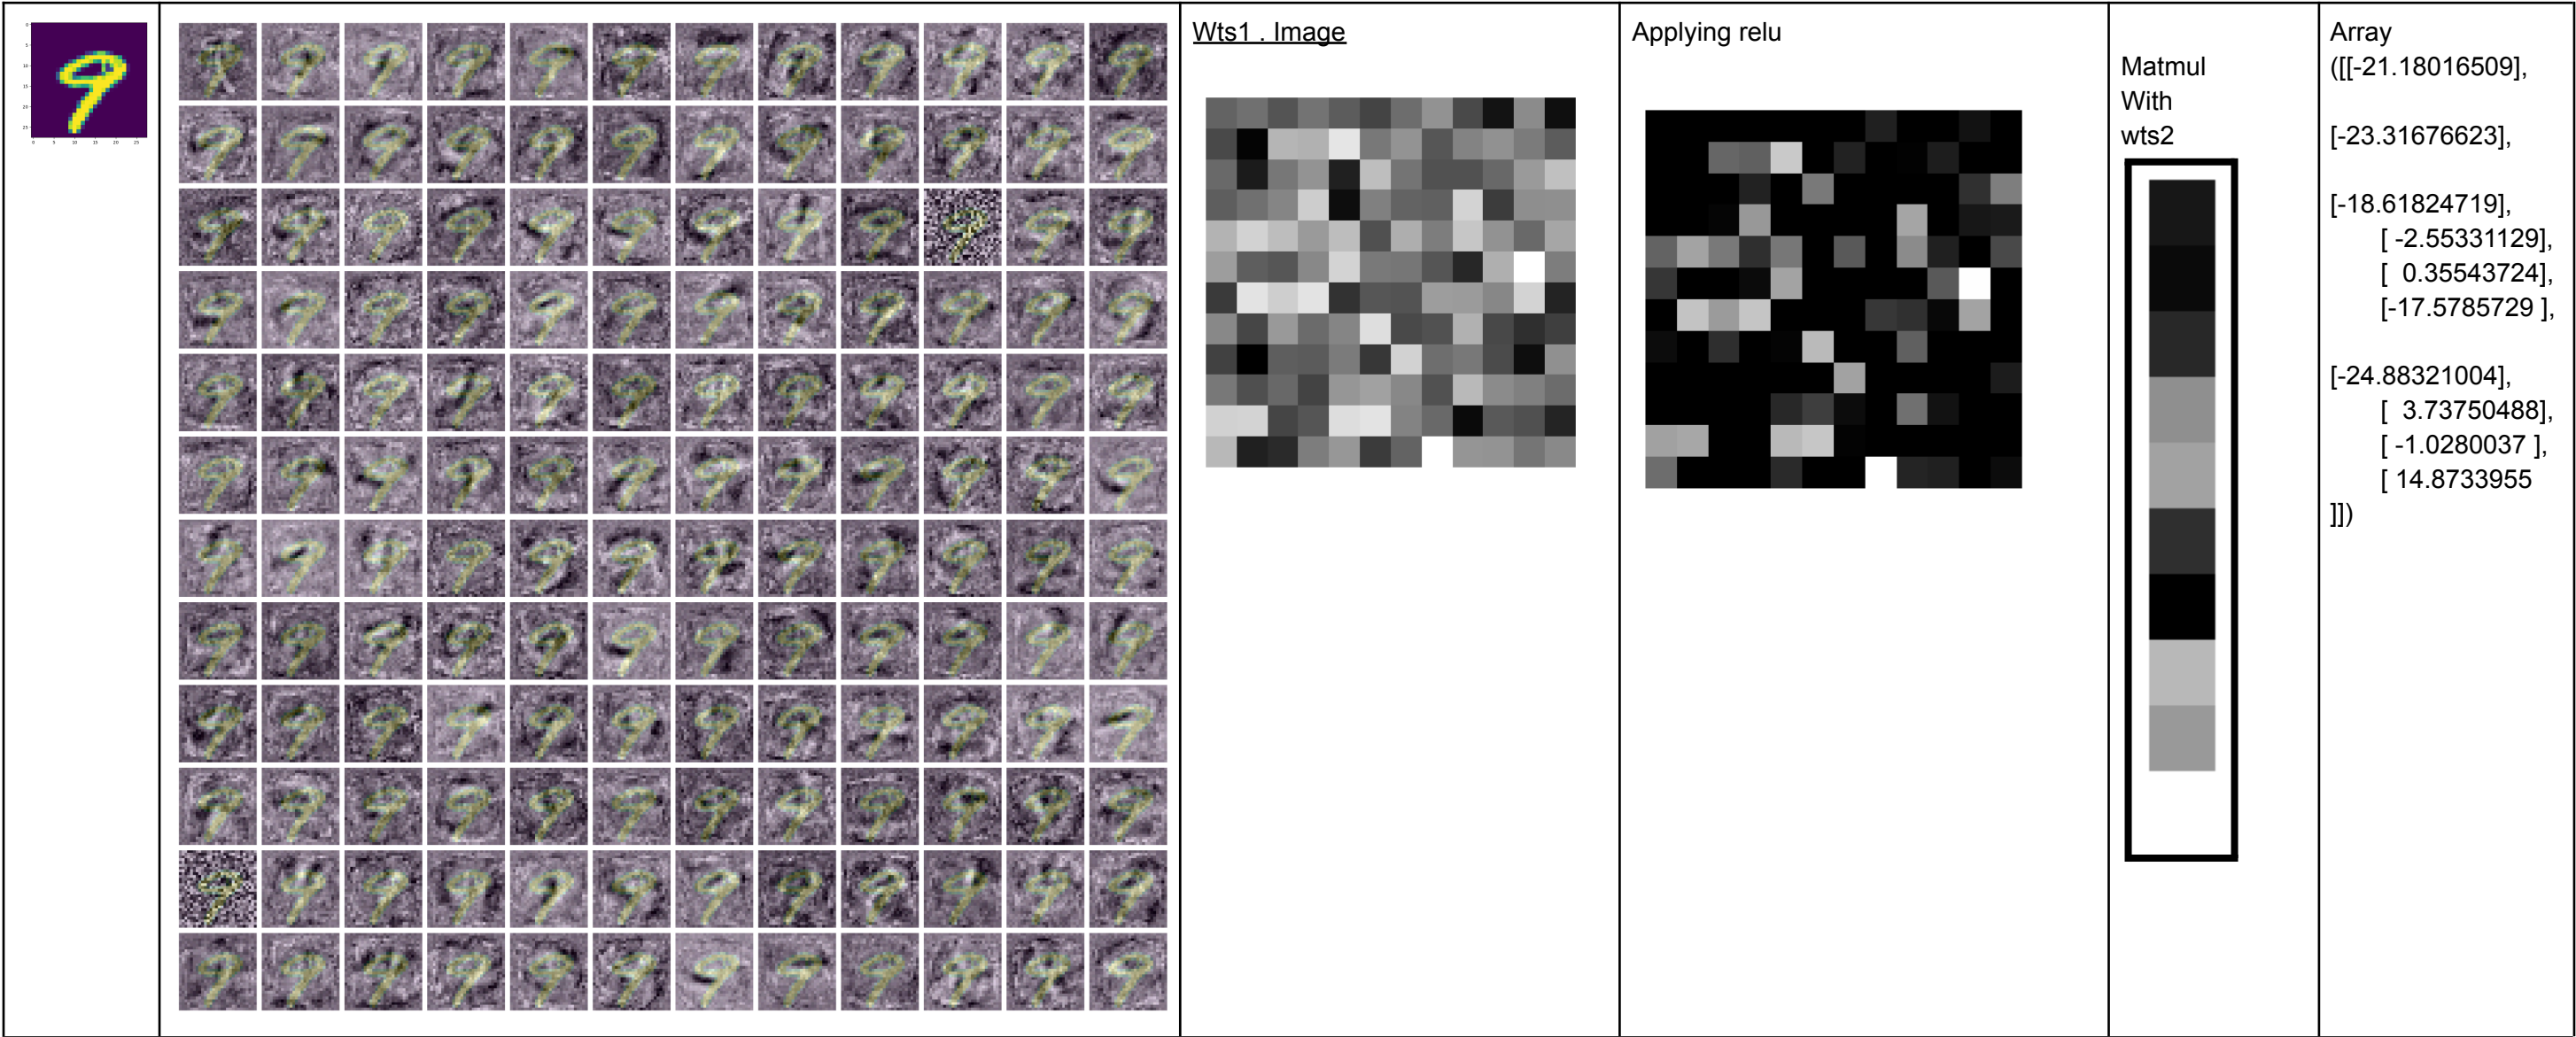 Wts1 . Image
Applying relu
Matmul
With
wts2
Array
([[-21.18016509],
[-23.31676623],
[-18.61824719],
[ -2.55331129],
[ 0.35543724],
[-17.5785729 ],
[-24.88321004],
[ 3.73750488],
[ -1.0280037 ],
[ 14.8733955
]])